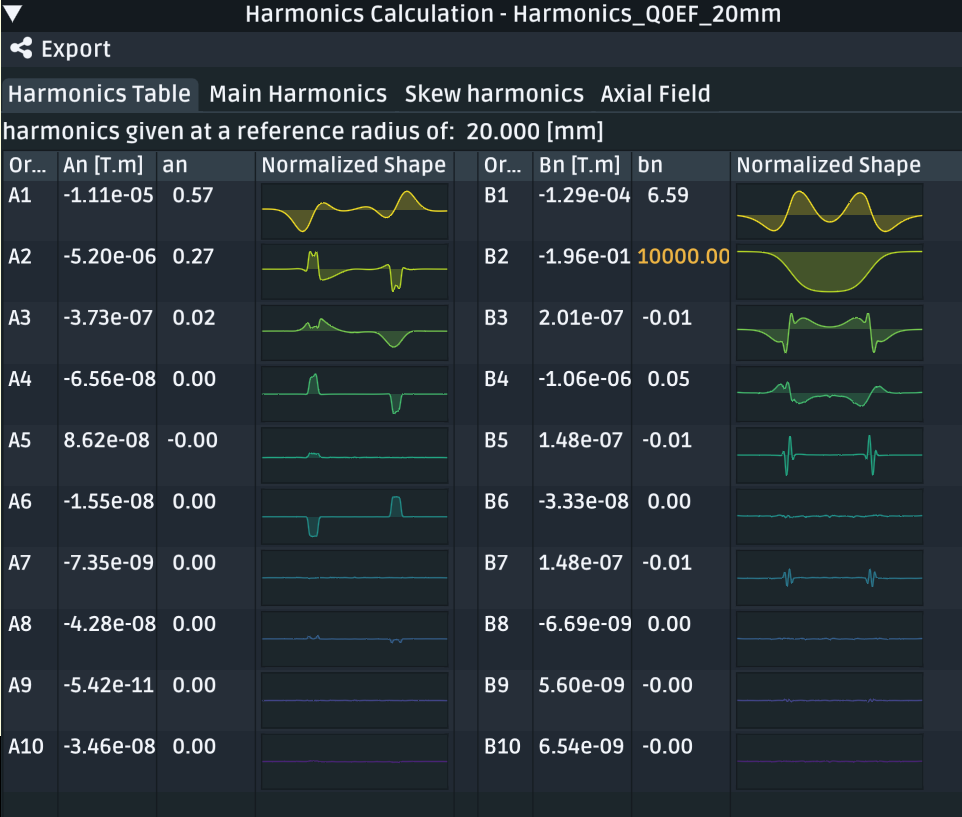 Harmonics Calculation - Harmonics_Q0EF_20mm
Export
Harmonics Table Main Harmonics Skew harmonics Axial Field
harmonics given at a reference radius of: 20.000 [mm]
Or... An [T.m] an Normalized Shape Or... Bn [T.m] bn Normalized Shape
A1 -1.11e-05 0.57 B1 -1.29e-04 6.59
A2 -5.20e-06 0.27 B2 -1.96e-01 10000.00
A3 -3.73e-07 0.02 B3 2.01e-07 -0.01
A4 -6.56e-08 0.00 B4 -1.06e-06 0.05
A5 8.62e-08 -0.00 B5 1.48e-07 -0.01
A6 -1.55e-08 0.00 B6 -3.33e-08 0.00
A7 -7.35e-09 0.00 B7 1.48e-07 -0.01
A8 -4.28e-08 0.00 B8 -6.69e-09 0.00
A9 -5.42e-11 0.00 B9 5.60e-09 -0.00
A10 -3.46e-08 0.00 B10 6.54e-09 -0.00